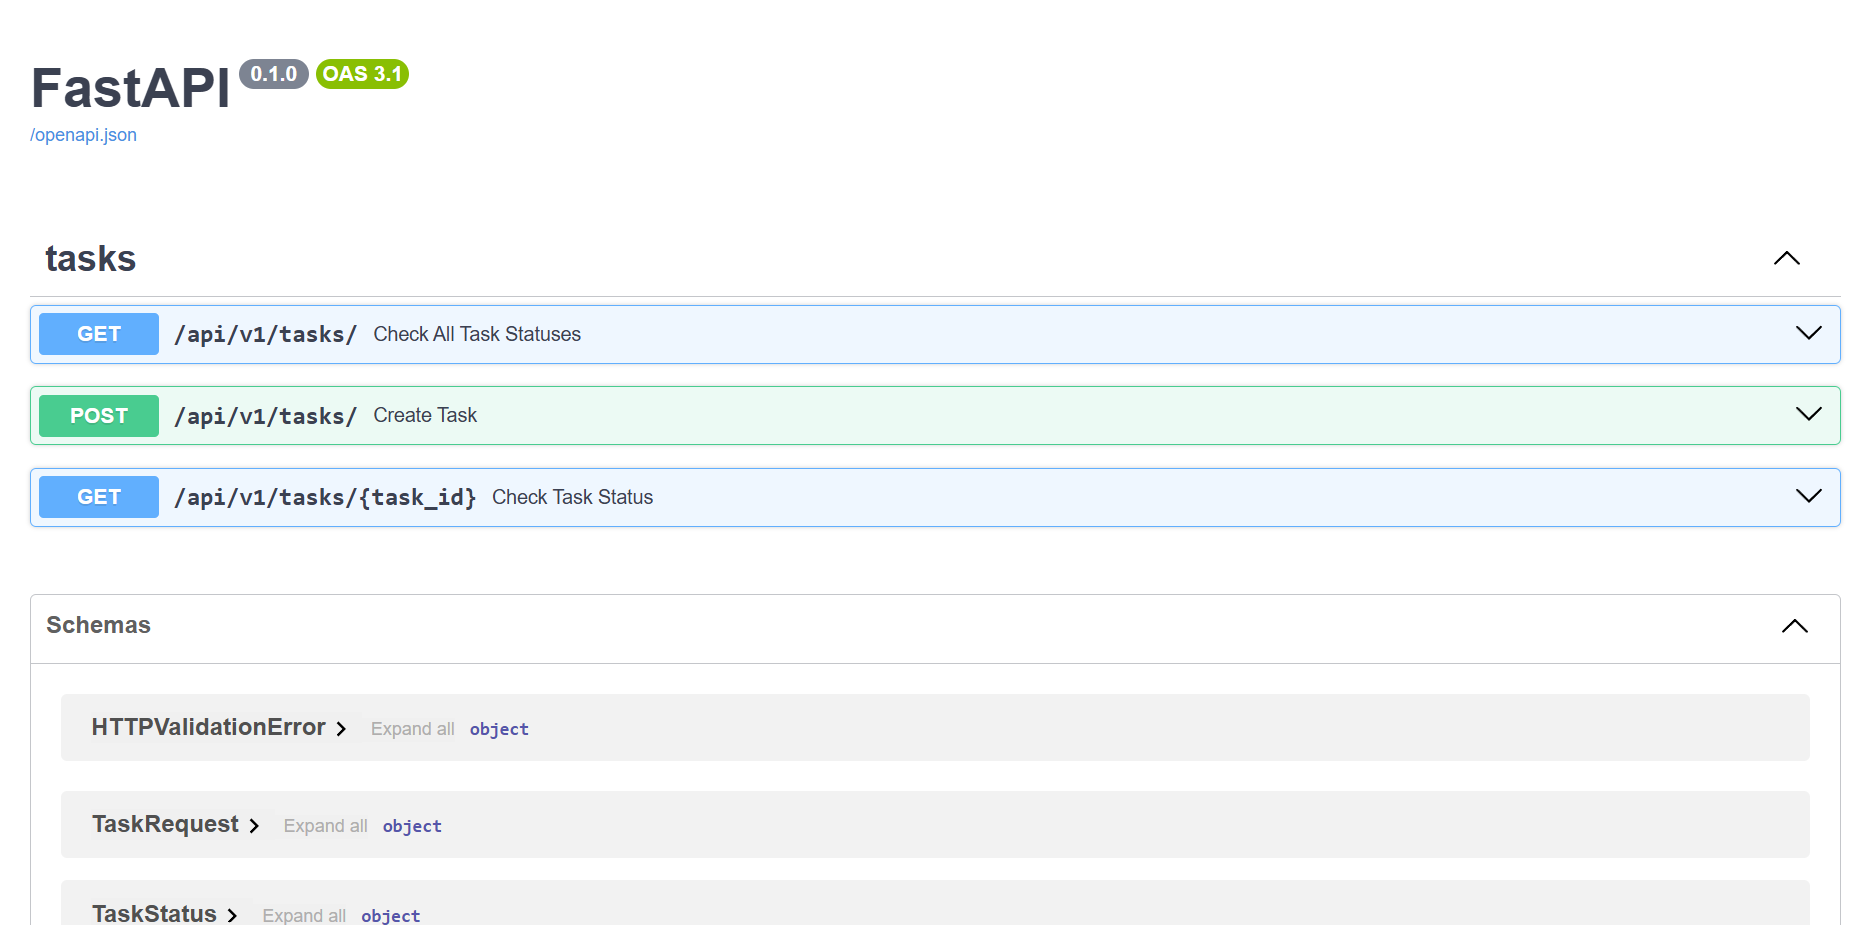 FastAPI 0.1.0 OAS 3.1
/openapi.json
tasks
GET /api/v1/tasks/ Check All Task Statuses
POST /api/v1/tasks/ Create Task
GET /api/v1/tasks/{task_id} Check Task Status
Schemas
HTTPValidationError Expand all object
TaskRequest Expand all object
TaskStatus Expand all object